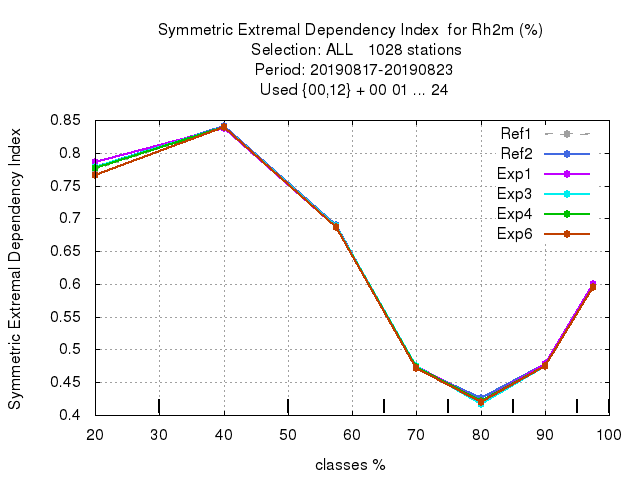 Symmetric Extremal Dependency Index for Rh2m (%)
Selection: ALL 1028 stations
Period: 20190817-20190823
Used {00,12} + 00 01 ... 24
Symmetric Extremal Dependency Index
0.85
0.8
0.75
0.7
0.65
0.6
0.55
0.5
0.45
0.4
Ref1
Ref2
Exp1
Exp3
Exp4
Exp6
20 30 40 50 60 70 80 90 100
classes %